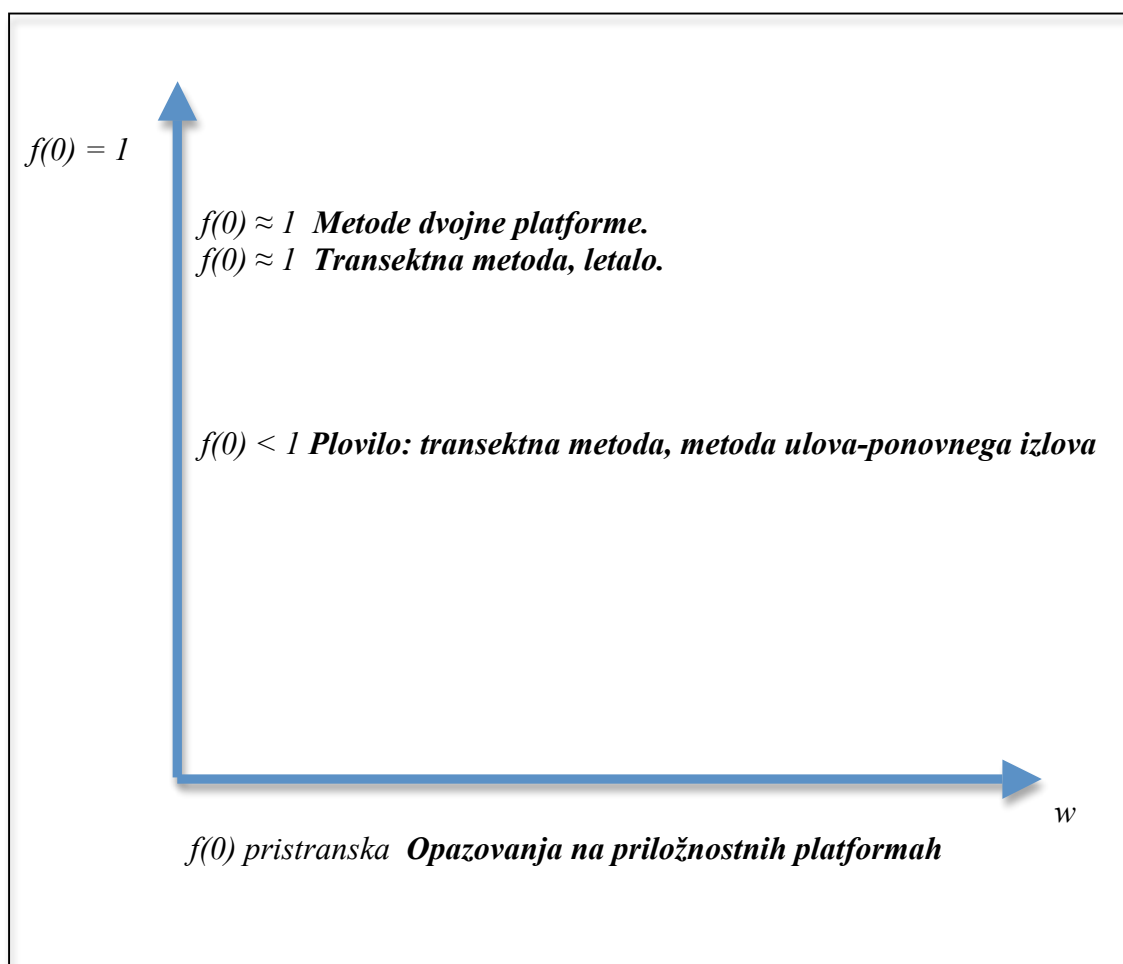 f(0) = 1
f(0) ≈ 1 Metode dvojne platforme.
f(0) ≈ 1 Transektna metoda, letalo.
f(0) < 1 Plovilo: transektna metoda, metoda ulova-ponovnega izlova
w
f(0) pristranska Opazovanja na priložnostnih platformah